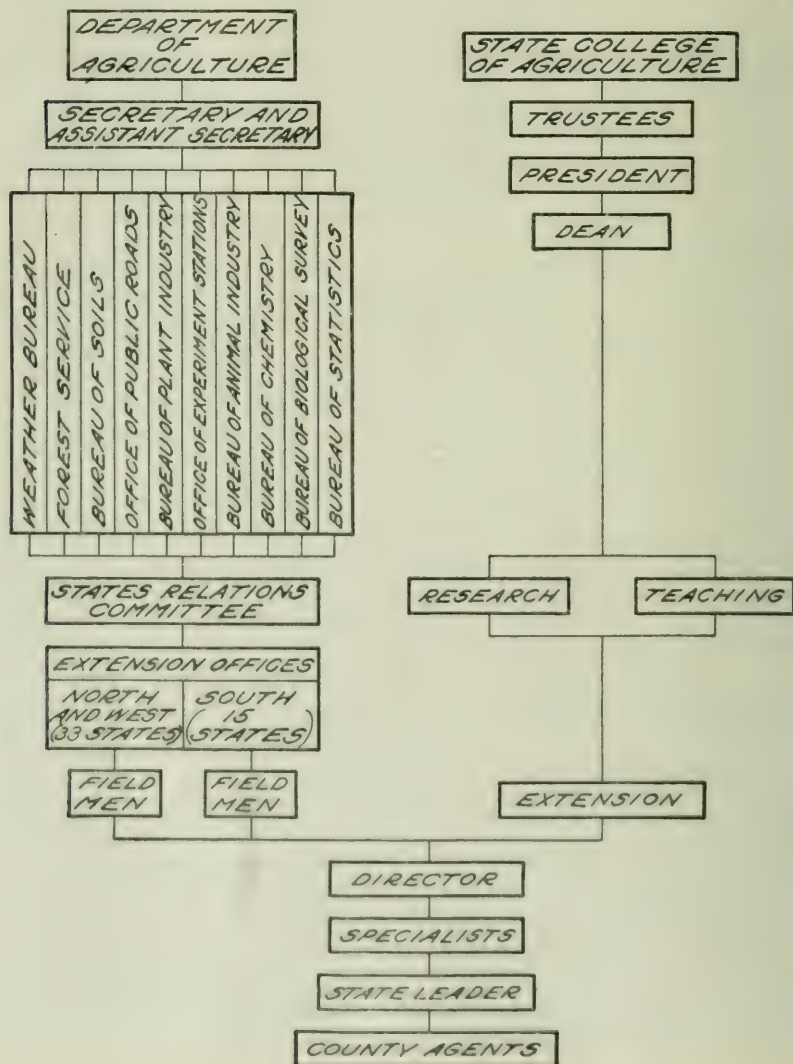 DEPARTMENT
OF
AGRICULTURE
SECRETARY AND
ASSISTANT SECRETARY
WEATHER BUREAU
FOREST SERVICE
BUREAU OF SOILS
OFFICE OF PUBLIC ROADS
BUREAU OF PLANT INDUSTRY
OFFICE OF EXPERIMENT STATIONS
BUREAU OF ANIMAL INDUSTRY
BUREAU OF CHEMISTRY
BUREAU OF BIOLOGICAL SURVEY
BUREAU OF STATISTICS
STATES RELATIONS
COMMITTEE
EXTENSION OFFICES
NORTH
AND WEST
(33 STATES)
SOUTH
(15
STATES)
FIELD
MEN
FIELD
MEN
STATE COLLEGE
OF AGRICULTURE
TRUSTEES
PRESIDENT
DEAN
RESEARCH
TEACHING
EXTENSION
DIRECTOR
SPECIALISTS
STATE LEADER
COUNTY AGENTS